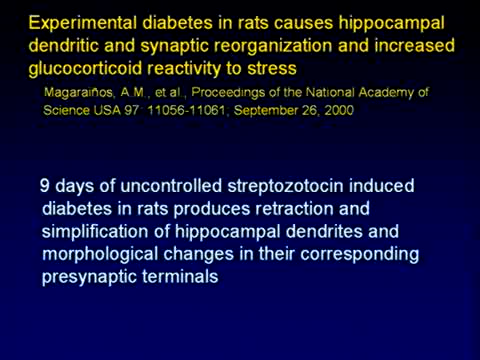 Experimental diabetes in rats causes hippocampal
dendritic and synaptic reorganization and increased
glucocorticoid reactivity to stress
Magaraiños, A.M., et al., Proceedings of the National Academy of
Science USA 97: 11056-11061; September 26, 2000
9 days of uncontrolled streptozotocin induced
diabetes in rats produces retraction and
simplification of hippocampal dendrites and
morphological changes in their corresponding
presynaptic terminals